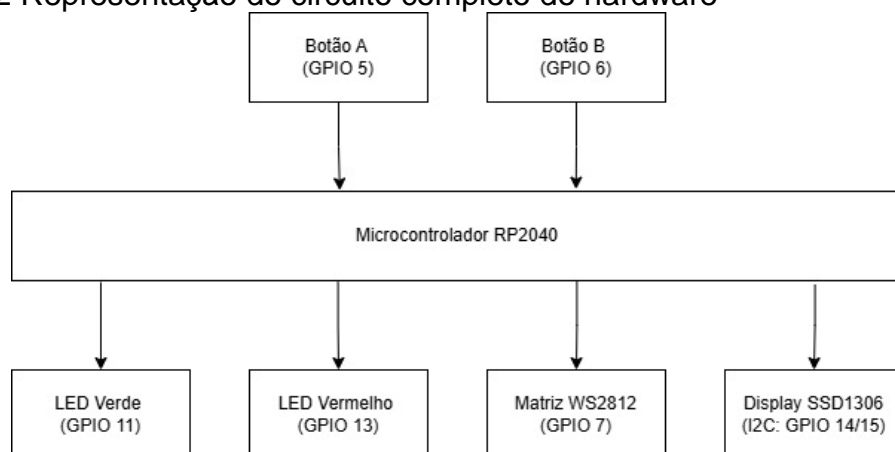 Representação do circuito completo do hardware
Botão A
(GPIO 5)
Botão B
(GPIO 6)
Microcontrolador RP2040
LED Verde
(GPIO 11)
LED Vermelho
(GPIO 13)
Matriz WS2812
(GPIO 7)
Display SSD1306
(I2C: GPIO 14/15)